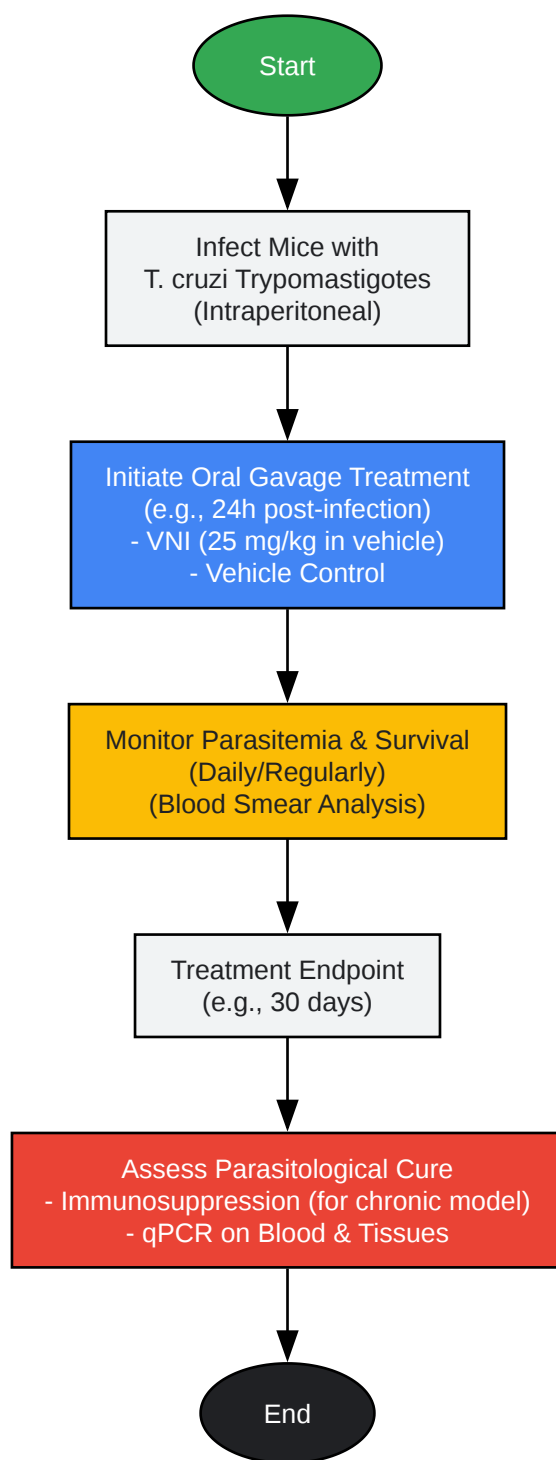 Start
Infect Mice with
T. cruzi Trypomastigotes
(Intraperitoneal)
Initiate Oral Gavage Treatment
(e.g., 24h post-infection)
- VNI (25 mg/kg in vehicle)
- Vehicle Control
Monitor Parasitemia & Survival
(Daily/Regularly)
(Blood Smear Analysis)
Treatment Endpoint
(e.g., 30 days)
Assess Parasitological Cure
- Immunosuppression (for chronic model)
- qPCR on Blood & Tissues
End